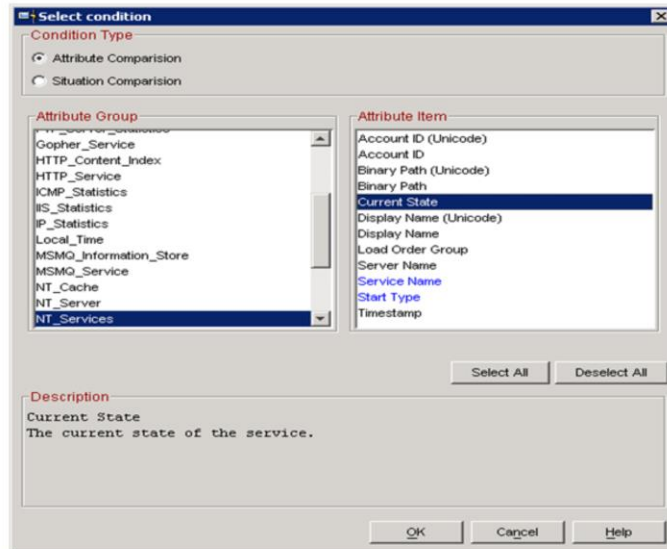 Select condition
Condition Type
Attribute Comparision
Situation Comparision
Attribute Group
Gopher_Service
HTTP_Content_Index
HTTP_Service
ICMP_Statistics
IIS_Statistics
IP_Statistics
Local_Time
MSMQ_Information_Store
MSMQ_Service
NT_Cache
NT_Server
NT_Services
Attribute Item
Account ID (Unicode)
Account ID
Binary Path (Unicode)
Binary Path
Current State
Display Name (Unicode)
Display Name
Load Order Group
Server Name
Service Name
Start Type
Timestamp
Select All
Deselect All
Description
Current State
The current state of the service.
OK
Cancel
Help